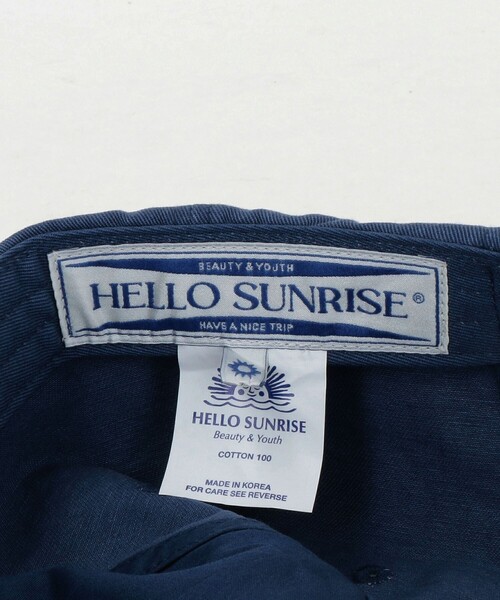 BEAUTY & YOUTH
HELLO SUNRISE®
HAVE A NICE TRIP
HELLO SUNRISE
Beauty & Youth
COTTON 100
MADE IN KOREA
FOR CARE SEE REVERSE